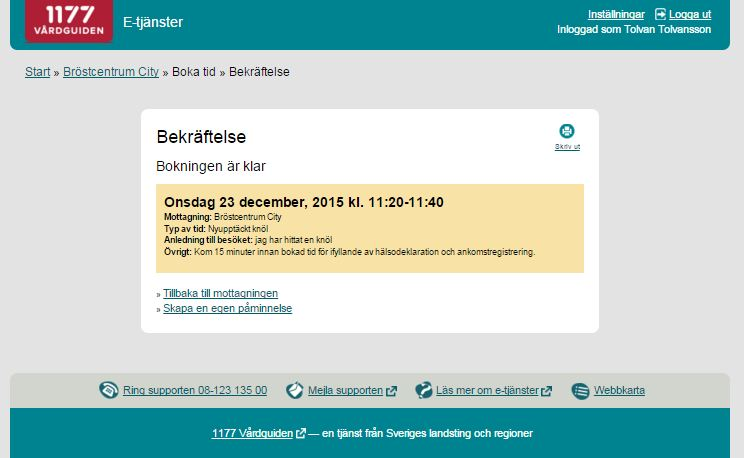 1177
VÅRDGUIDEN
E-tjänster
Inställningar Logga ut
Inloggad som Tolvan Tolvansson
Start » Bröstcentrum City » Boka tid » Bekräftelse
Bekräftelse
Skriv ut
Bokningen är klar
Onsdag 23 december, 2015 kl. 11:20-11:40
Mottagning: Bröstcentrum City
Typ av tid: Nyupptäckt knöl
Anledning till besöket: jag har hittat en knöl
Övrigt: Kom 15 minuter innan bokad tid för ifyllande av hälsodeklaration och ankomstregistrering.
» Tillbaka till mottagningen
» Skapa en egen påminnelse
Ring supporten 08-123 135 00 Mejla supporten Läs mer om e-tjänster Webbkarta
1177 Vårdguiden — en tjänst från Sveriges landsting och regioner